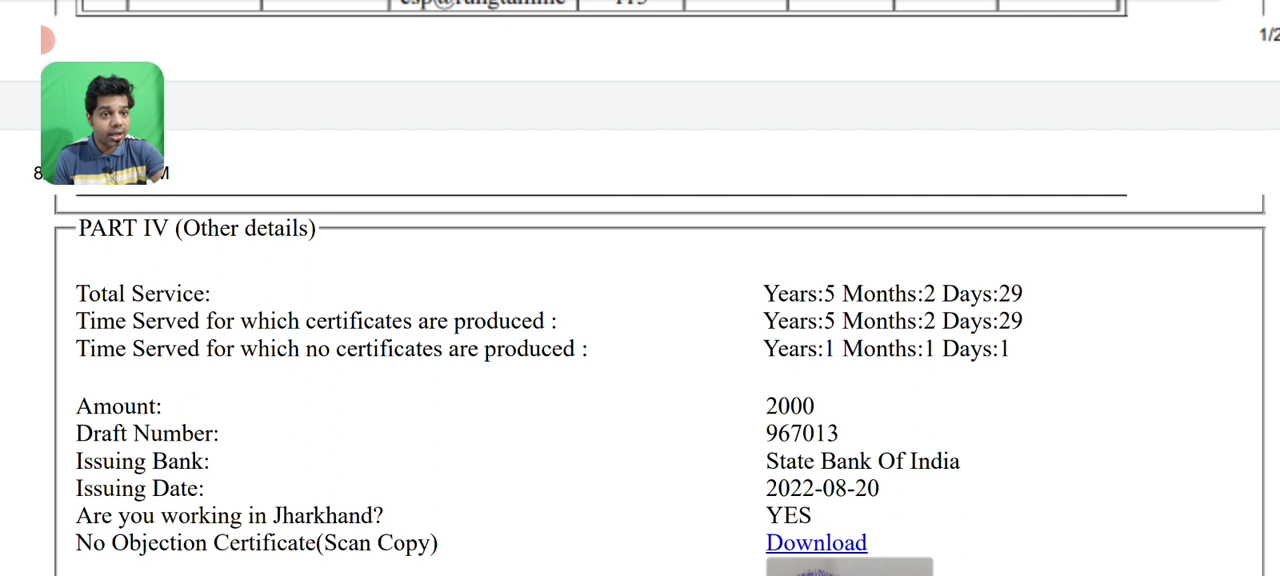 1/2
8
M
PART IV (Other details)
Total Service: Years:5 Months:2 Days:29
Time Served for which certificates are produced : Years:5 Months:2 Days:29
Time Served for which no certificates are produced : Years:1 Months:1 Days:1
Amount: 2000
Draft Number: 967013
Issuing Bank: State Bank Of India
Issuing Date: 2022-08-20
Are you working in Jharkhand? YES
No Objection Certificate(Scan Copy) Download